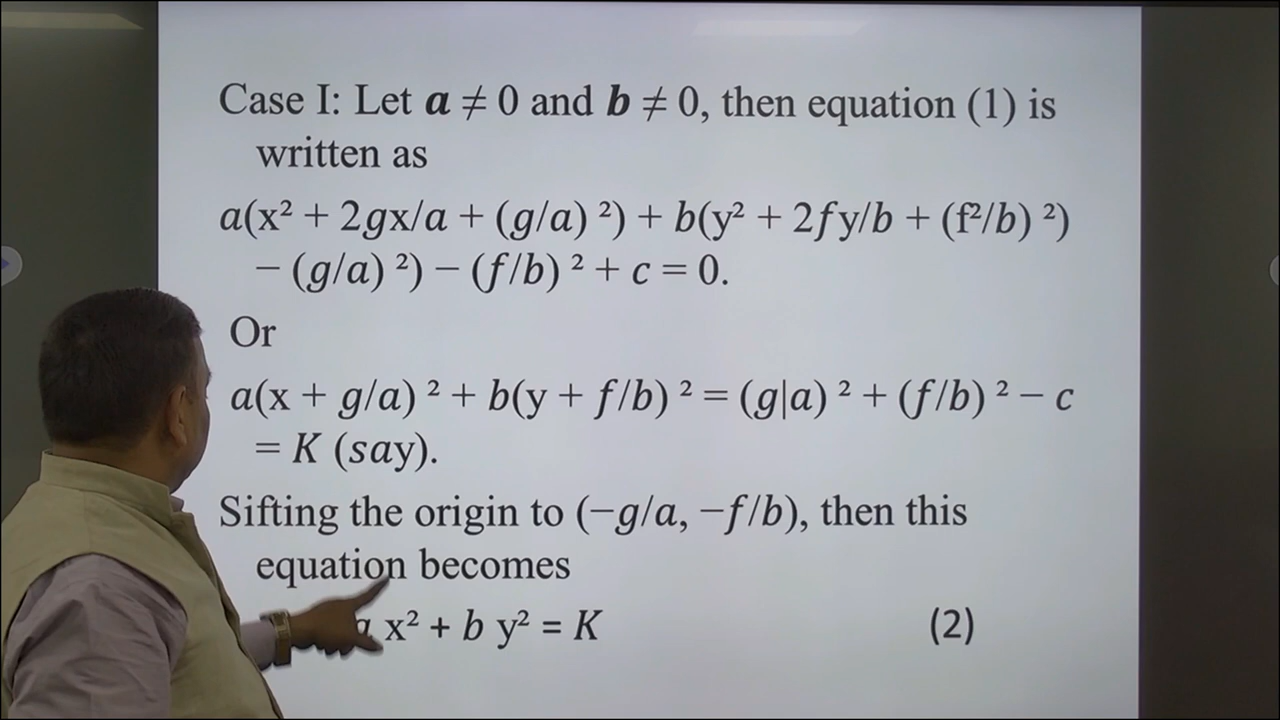 Case I: Let a ≠ 0 and b ≠ 0, then equation (1) is
written as
a(x² + 2gx/a + (g/a) ²) + b(y² + 2fy/b + (f²/b) ²)
− (g/a) ²) − (f/b) ² + c = 0.
Or
a(x + g/a) ² + b(y + f/b) ² = (g|a) ² + (f/b) ² − c
= K (say).
Sifting the origin to (−g/a, −f/b), then this
equation becomes
a x² + b y² = K (2)